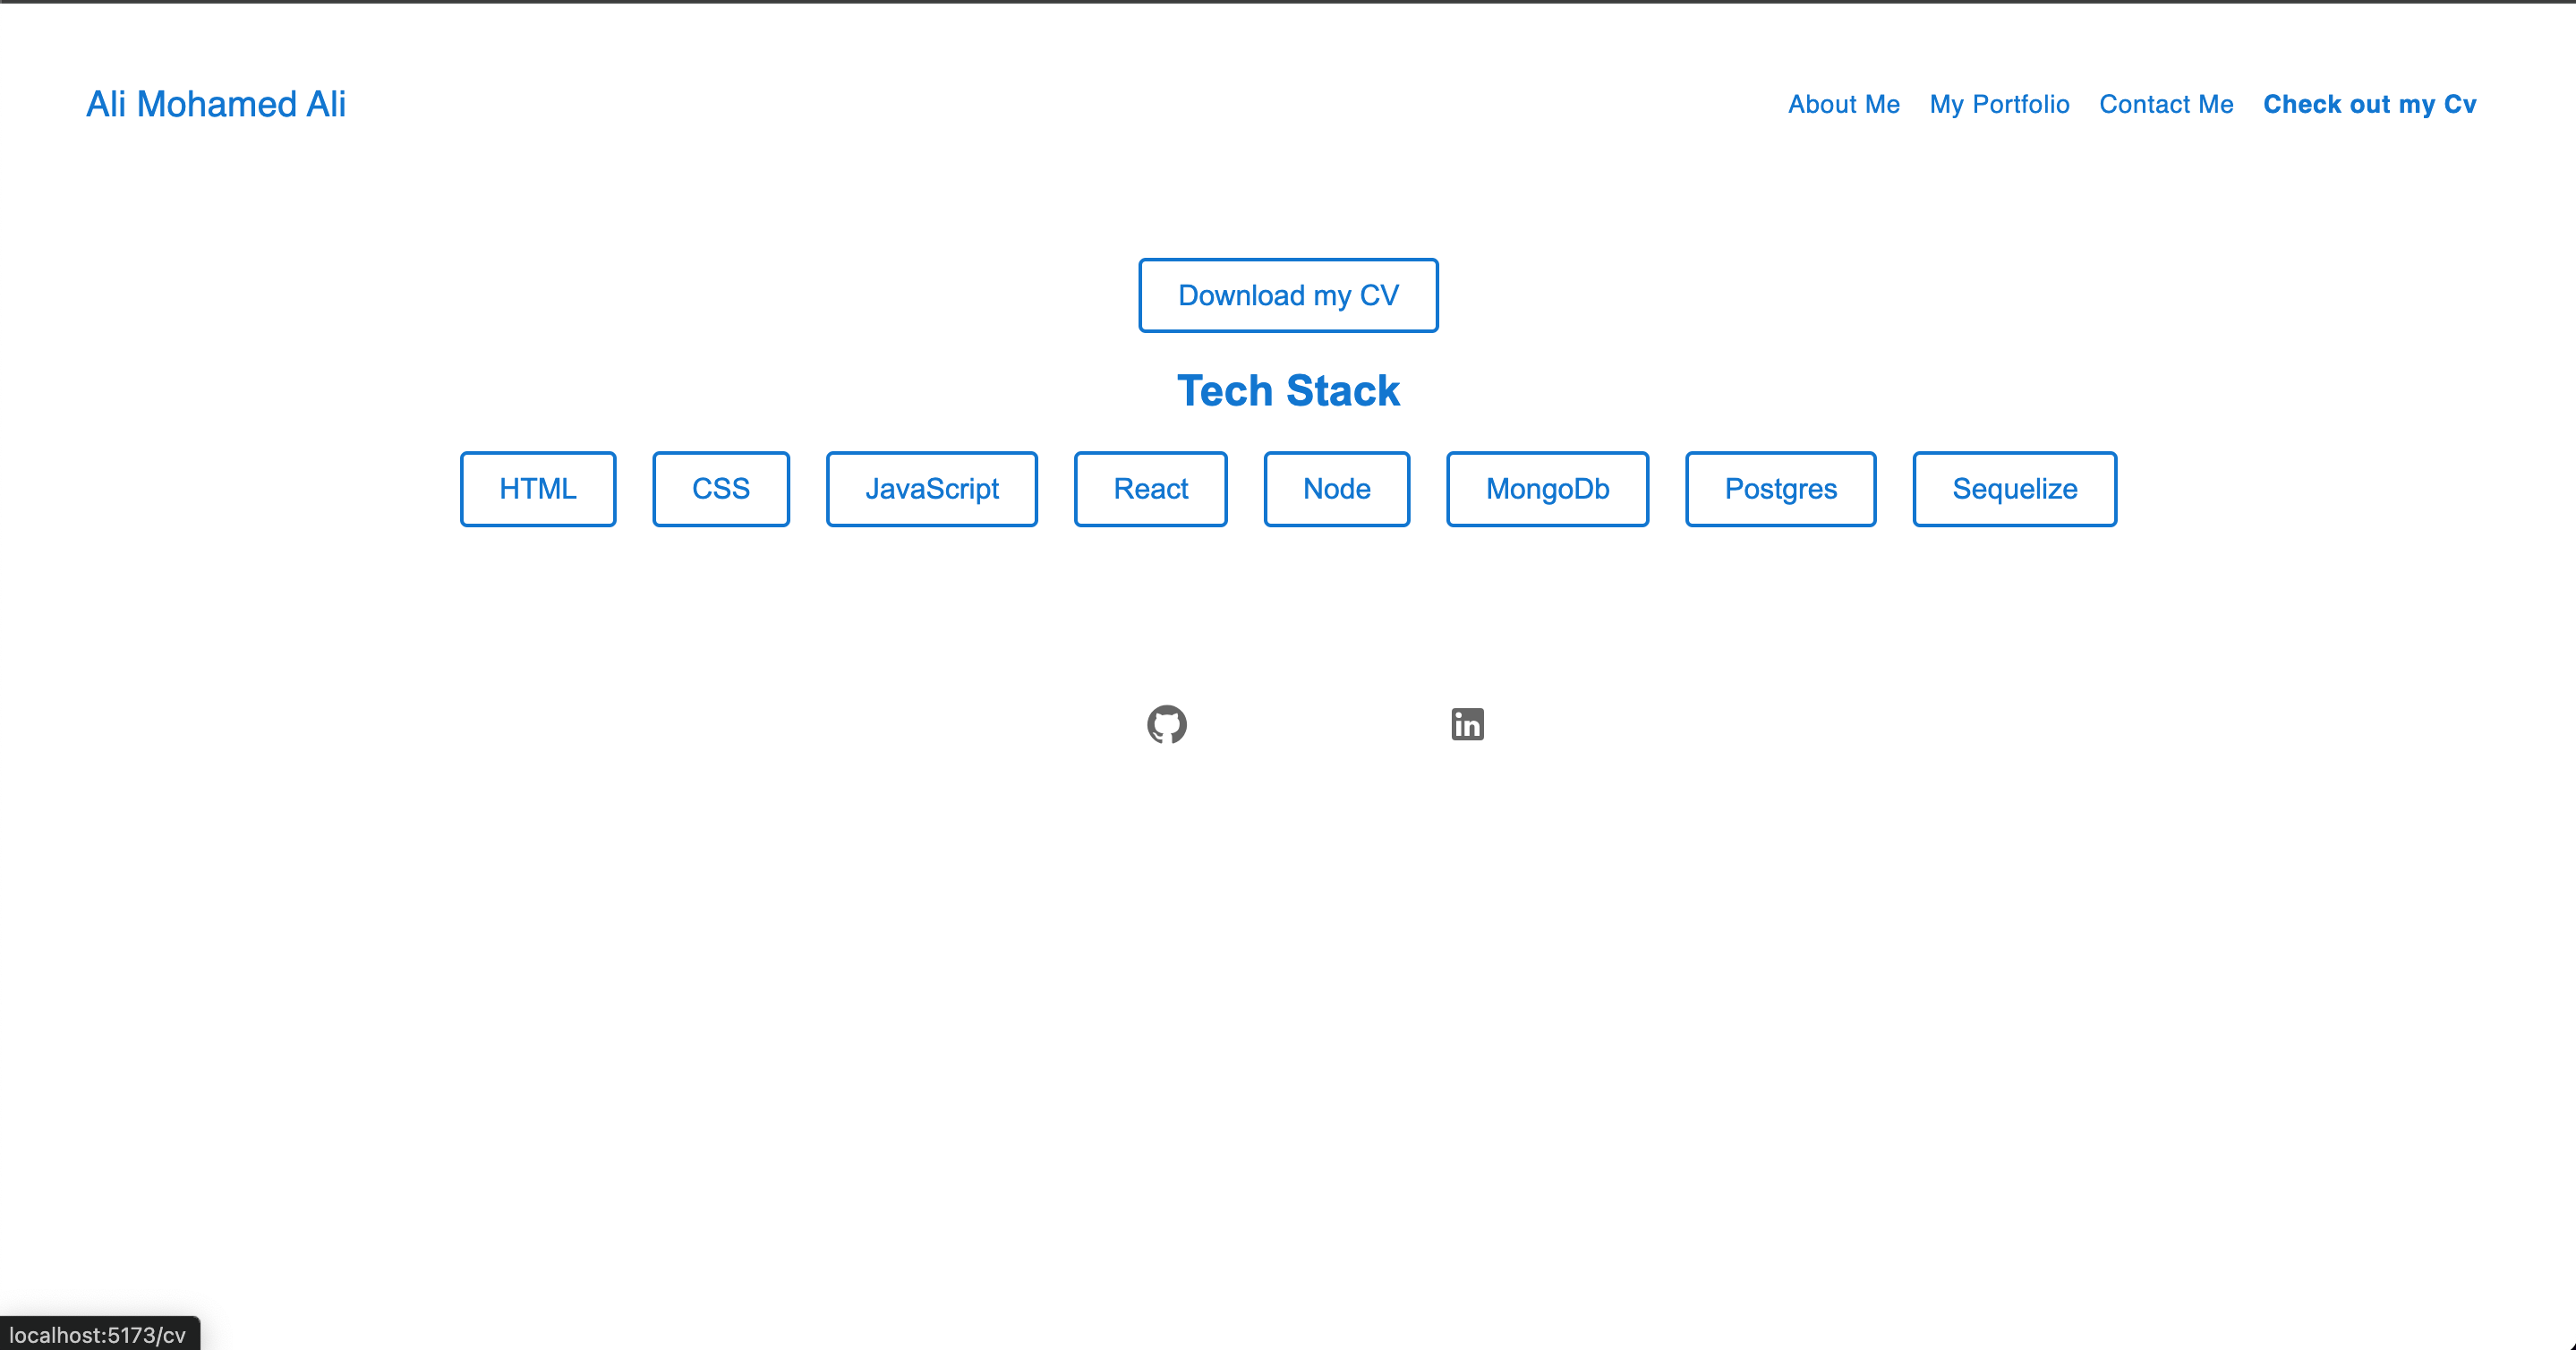 Ali Mohamed Ali
About Me My Portfolio Contact Me Check out my Cv
Download my CV
Tech Stack
HTML CSS JavaScript React Node MongoDb Postgres Sequelize
in
localhost:5173/cv